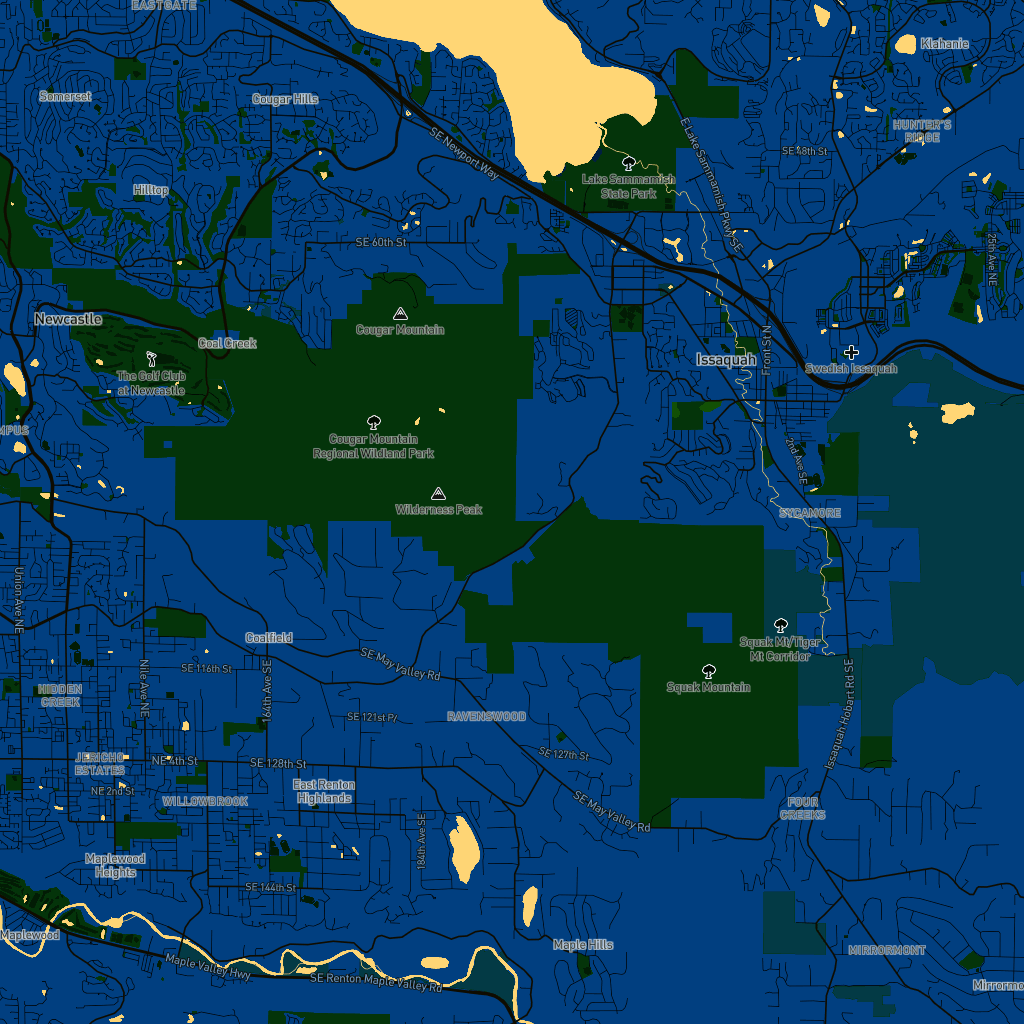 EASTGATE
Klahanie
Somerset
Cougar Hills
HUNTER'S
RIDGE
SE Newport Way
E Lake Sammamish Pkwy SE
SE 48th St
Lake Sammamish
State Park
Hilltop
SE 60th St
25th Ave NE
Newcastle
Cougar Mountain
Coal Creek
Front St N
Issaquah
Swedish Issaquah
The Golf Club
at Newcastle
MPUS
Cougar Mountain
Regional Wildland Park
2nd Ave SE
Wilderness Peak
SYCAMORE
Union Ave NE
Coalfield
Squak Mt/Tiger
Mt Corridor
SE May Valley Rd
SE 116th St
Nile Ave NE
164th Ave SE
HIDDEN
CREEK
Squak Mountain
Issaquah Hobart Rd SE
SE 121st Pl
RAVENSWOOD
SE 127th St
JERICHO
ESTATES
NE 4th St
SE 128th St
NE 2nd St
WILLOWBROOK
East Renton
Highlands
SE May Valley Rd
FOUR
CREEKS
184th Ave SE
Maplewood
Heights
SE 144th St
Maplewood
Maple Hills
MIRRORMONT
Maple Valley Hwy
SE Renton Maple Valley Rd
Mirrormo